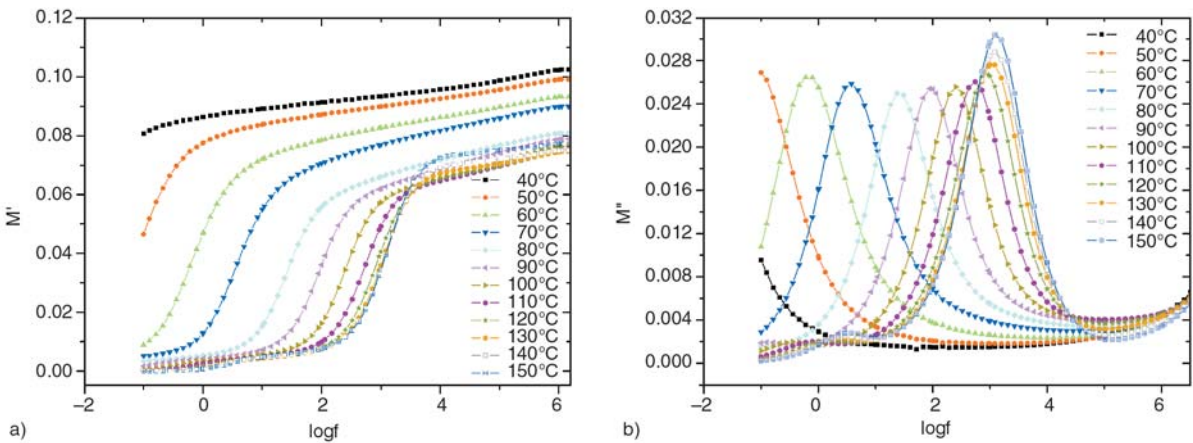 0.12
0.10
0.08
0.06
0.04
0.02
0.00
M'
−2
0
2
4
6
logf
a)
40°C
50°C
60°C
70°C
80°C
90°C
100°C
110°C
120°C
130°C
140°C
150°C
0.032
0.028
0.024
0.020
0.016
0.012
0.008
0.004
0.000
M"
−2
0
2
4
6
logf
b)
40°C
50°C
60°C
70°C
80°C
90°C
100°C
110°C
120°C
130°C
140°C
150°C